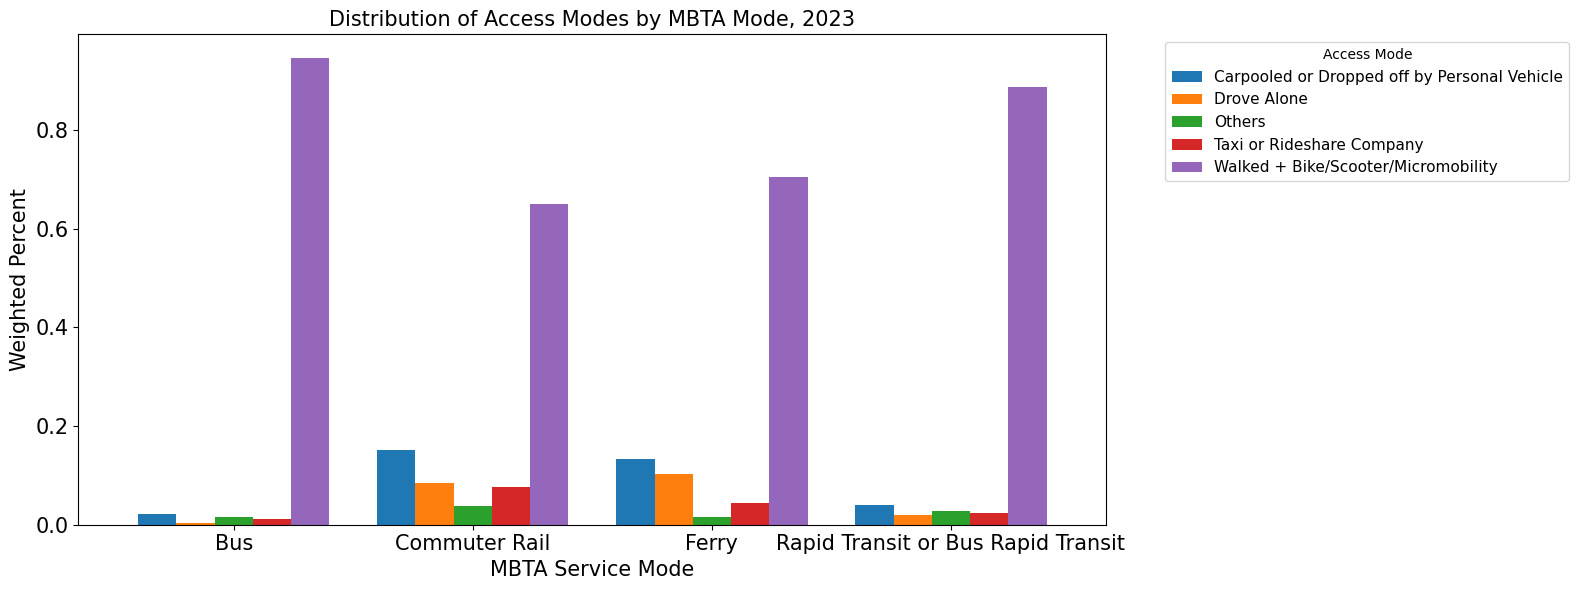 Distribution of Access Modes by MBTA Mode, 2023
Weighted Percent
0.8
0.6
0.4
0.2
0.0
Bus
Commuter Rail
Ferry
Rapid Transit or Bus Rapid Transit
MBTA Service Mode
Access Mode
Carpooled or Dropped off by Personal Vehicle
Drove Alone
Others
Taxi or Rideshare Company
Walked + Bike/Scooter/Micromobility